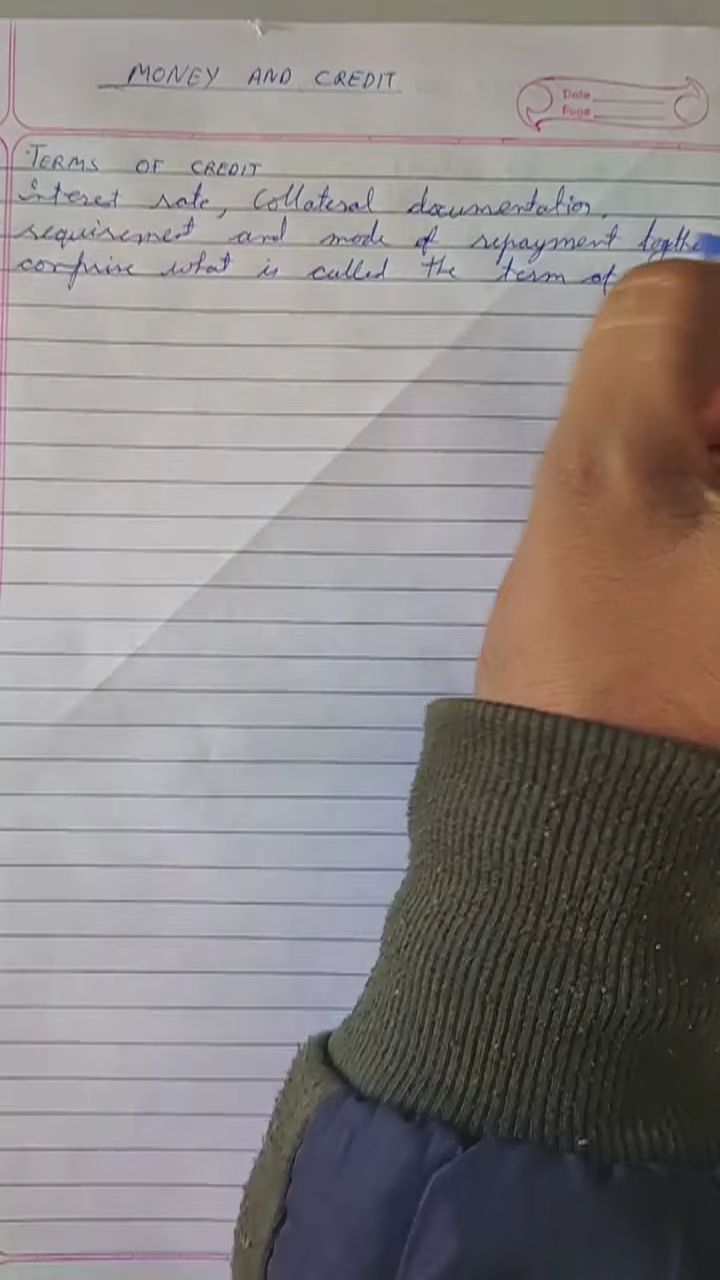 MONEY AND CREDIT
Date
Page
TERMS OF CREDIT
interest rate, Collateral documentation,
requirement and mode of repayment togthe
comprise what is called the term of